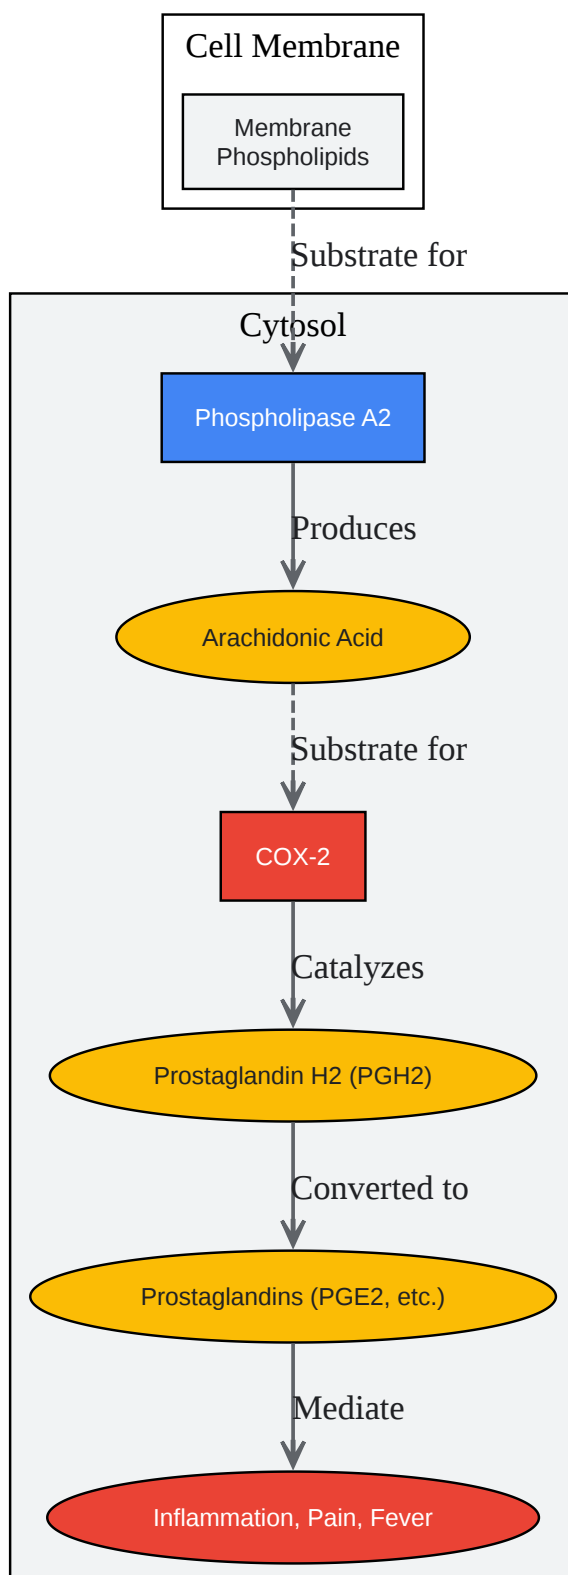 Cell Membrane
Membrane
Phospholipids
Substrate for
Cytosol
Phospholipase A2
Produces
Arachidonic Acid
Substrate for
COX-2
Catalyzes
Prostaglandin H2 (PGH2)
Converted to
Prostaglandins (PGE2, etc.)
Mediate
Inflammation, Pain, Fever